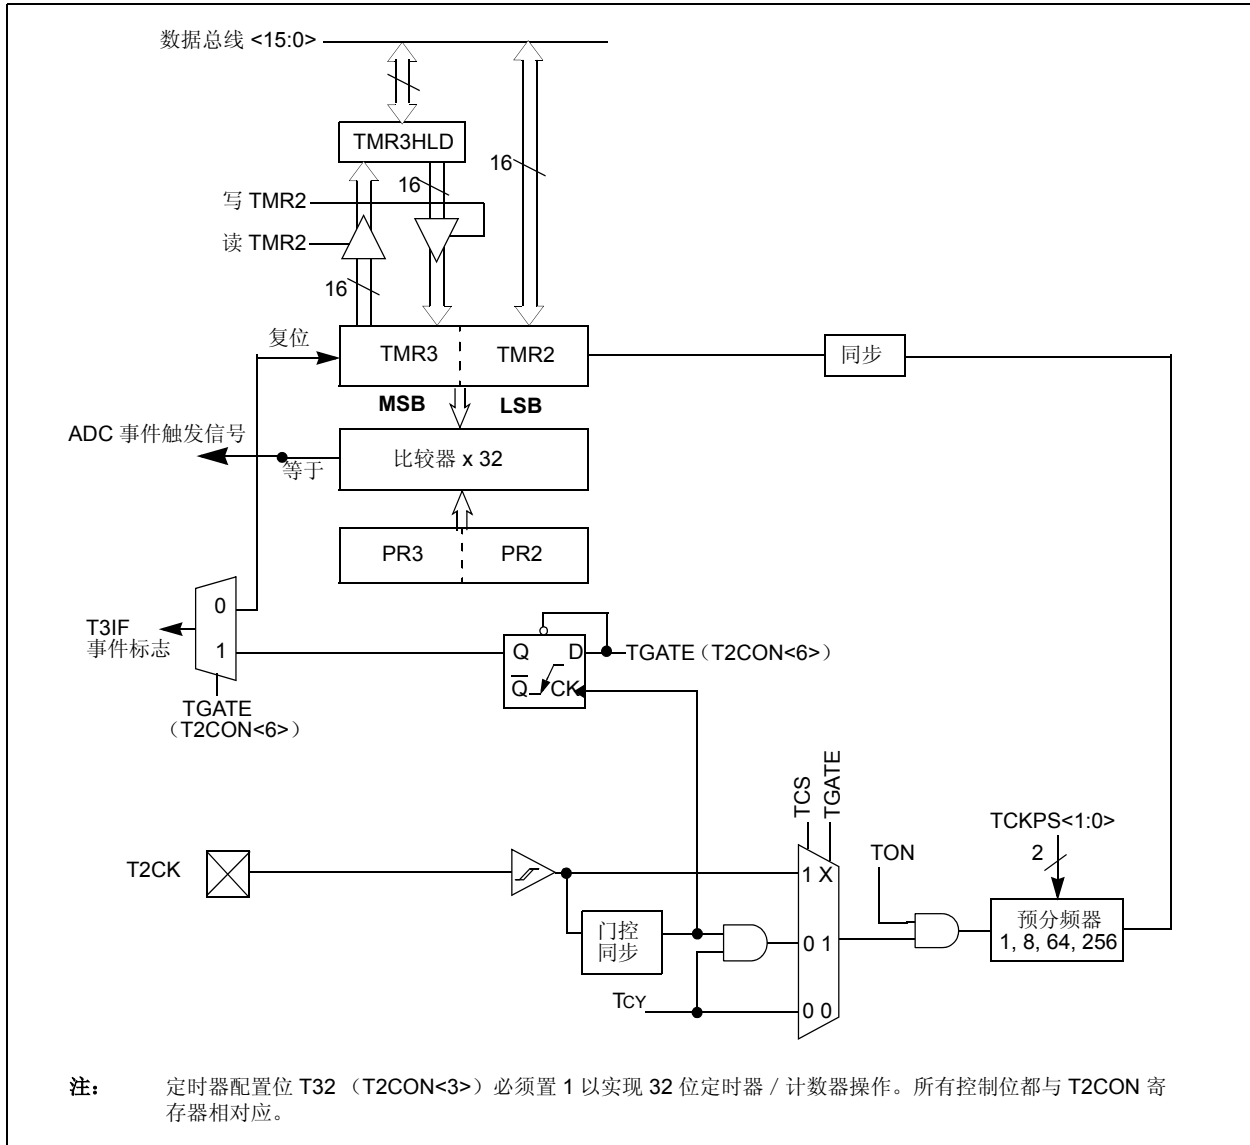 数据总线 <15:0>
TMR3HLD
16
16
写 TMR2
读 TMR2
16
复位
TMR3
TMR2
同步
MSB
LSB
ADC 事件触发信号
等于
比较器 x 32
PR3
PR2
0
1
T3IF
事件标志
Q
D
Q
CK
TGATE（T2CON<6>）
TGATE
（T2CON<6>）
TCS
TGATE
TCKPS<1:0>
2
TON
T2CK
1 X
门控
同步
0 1
预分频器
1, 8, 64, 256
TCY
0 0
注： 定时器配置位 T32 （T2CON<3>）必须置 1 以实现 32 位定时器 / 计数器操作。所有控制位都与 T2CON 寄
存器相对应。